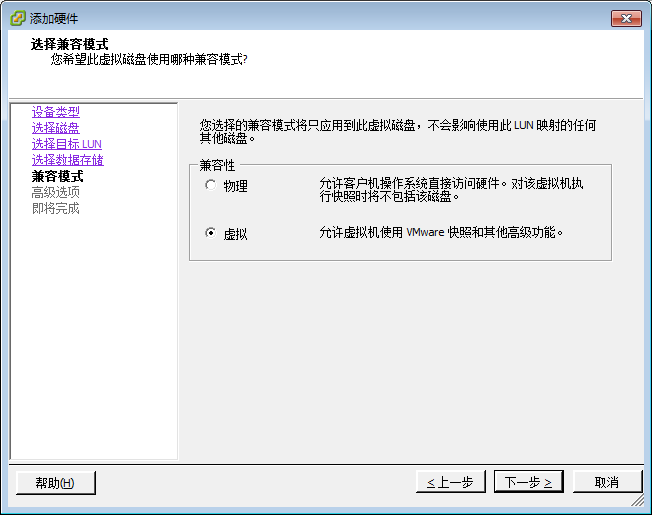 添加硬件
选择兼容模式
您希望此虚拟磁盘使用哪种兼容模式?
设备类型
选择磁盘
选择目标 LUN
选择数据存储
兼容模式
高级选项
即将完成
您选择的兼容模式将只应用到此虚拟磁盘，不会影响使用此 LUN 映射的任何
其他磁盘。
兼容性
物理
允许客户机操作系统直接访问硬件。对该虚拟机执
行快照时将不包括该磁盘。
虚拟
允许虚拟机使用 VMware 快照和其他高级功能。
帮助(H)
< 上一步
下一步 >
取消